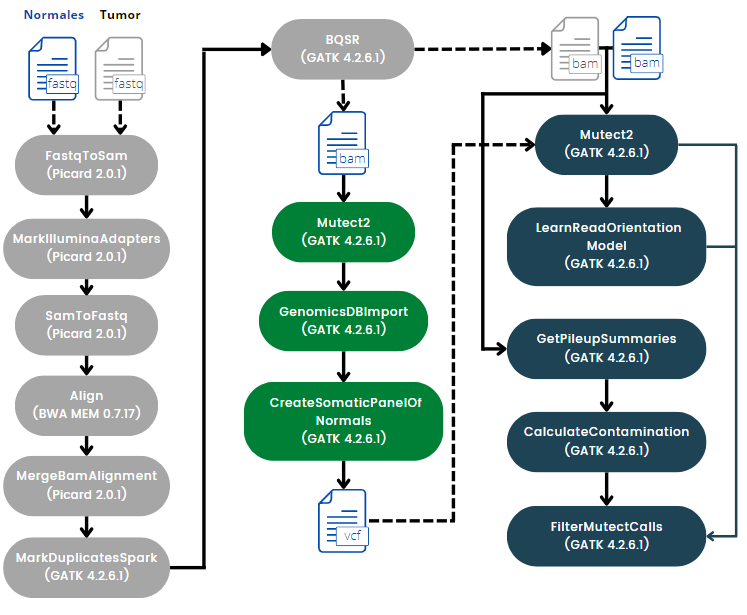 Normales
Tumor
fastq
fastq
FastqToSam
(Picard 2.0.1)
MarkIlluminaAdapters
(Picard 2.0.1)
SamToFastq
(Picard 2.0.1)
Align
(BWA MEM 0.7.17)
MergeBamAlignment
(Picard 2.0.1)
MarkDuplicatesSpark
(GATK 4.2.6.1)
BQSR
(GATK 4.2.6.1)
bam
Mutect2
(GATK 4.2.6.1)
GenomicsDBImport
(GATK 4.2.6.1)
CreateSomaticPanelOf
Normals
(GATK 4.2.6.1)
vcf
bam
bam
Mutect2
(GATK 4.2.6.1)
LearnReadOrientation
Model
(GATK 4.2.6.1)
GetPileupSummaries
(GATK 4.2.6.1)
CalculateContamination
(GATK 4.2.6.1)
FilterMutectCalls
(GATK 4.2.6.1)